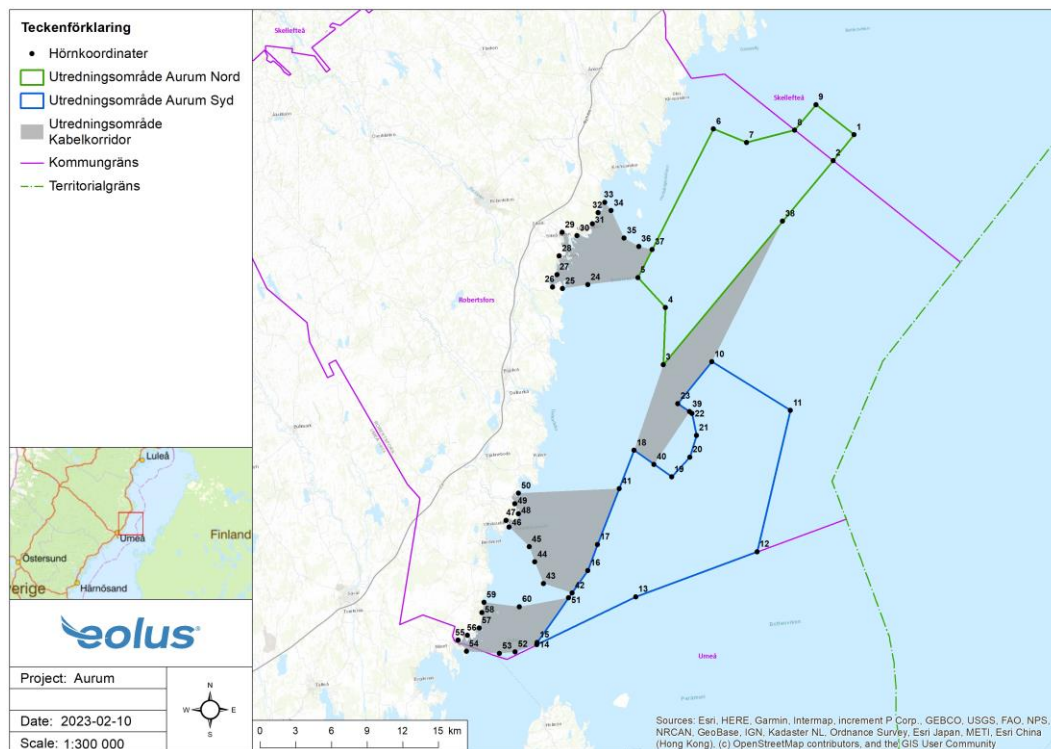 Teckenförklaring
Hörnkoordinater
Utredningsområde Aurum Nord
Utredningsområde Aurum Syd
Utredningsområde
Kabelkorridor
Kommungräns
Territorialgräns
Luleå
Umeå
Finland
Östersund
Härnösand
erige
eolus
Project: Aurum
Date: 2023-02-10
Scale: 1:300 000
N
W
E
S
Skellefteå
Skellefteå
Robertsfors
Umeå
9
1
6
8
7
2
33
32
34
38
31
29
30
35
36
37
28
27
5
26
25
24
4
3
10
23
39
22
11
21
18
20
40
19
50
41
49
47
48
46
17
45
44
12
16
43
42
59
60
51
13
58
57
56
55
15
54
53
52
14
0
2,5
5
10
15 km
Sources: Esri, HERE, Garmin, Intermap, increment P Corp., GEBCO, USGS, FAO, NPS,
NRCAN, GeoBase, IGN, Kadaster NL, Ordnance Survey, Esri Japan, METI, Esri China
(Hong Kong), (c) OpenStreetMap contributors, and the GIS User Community